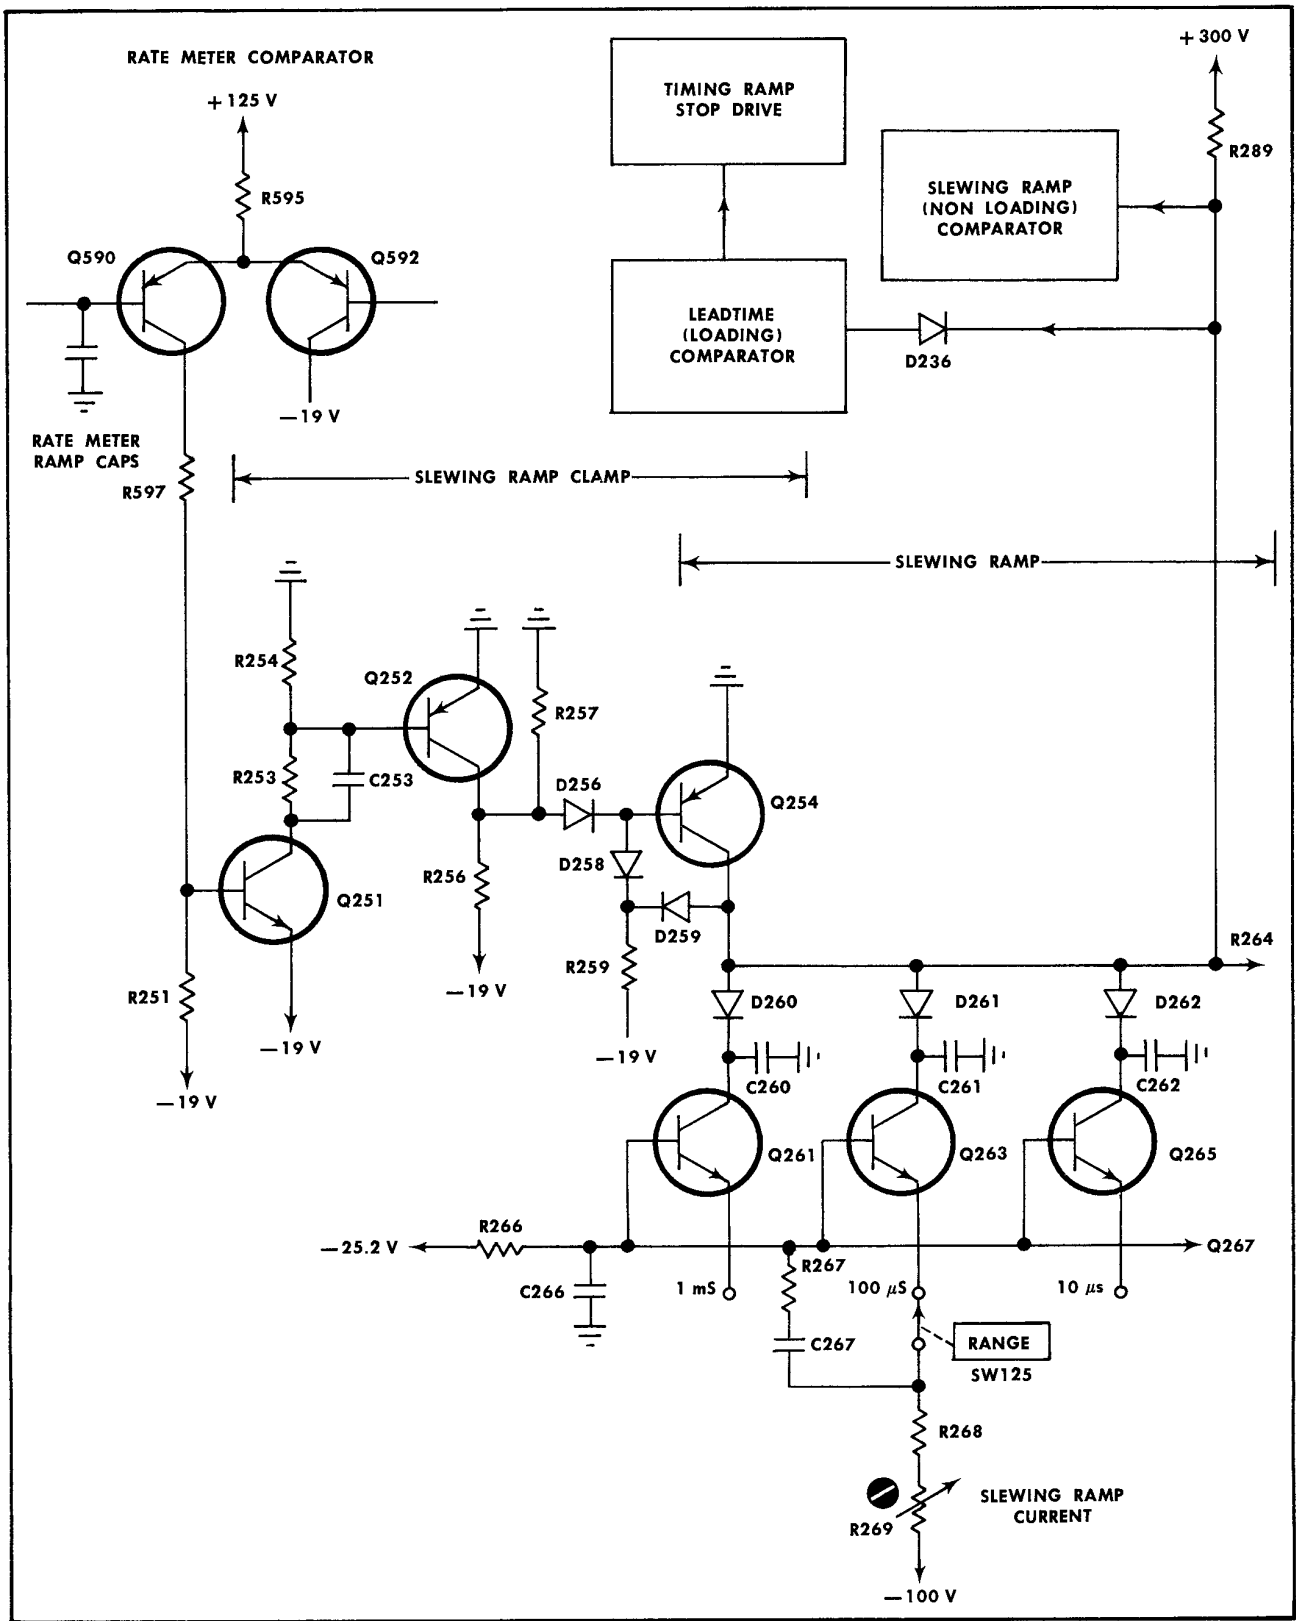 RATE METER COMPARATOR
+125 V
R595
Q590
Q592
−19 V
RATE METER
RAMP CAPS
R597
TIMING RAMP
STOP DRIVE
+300 V
R289
SLEWING RAMP
(NON LOADING)
COMPARATOR
LEADTIME
(LOADING)
COMPARATOR
D236
SLEWING RAMP CLAMP
SLEWING RAMP
R254
Q252
R257
R253
C253
D256
Q254
D258
R256
Q251
D259
R264
R259
R251
−19 V
D260
D261
D262
−19 V
−19 V
−19 V
C260
C261
C262
Q261
Q263
Q265
R266
−25.2 V
Q267
R267
C266
1 mS
100 μS
10 μs
C267
RANGE
SW125
R268
SLEWING RAMP
CURRENT
R269
−100 V